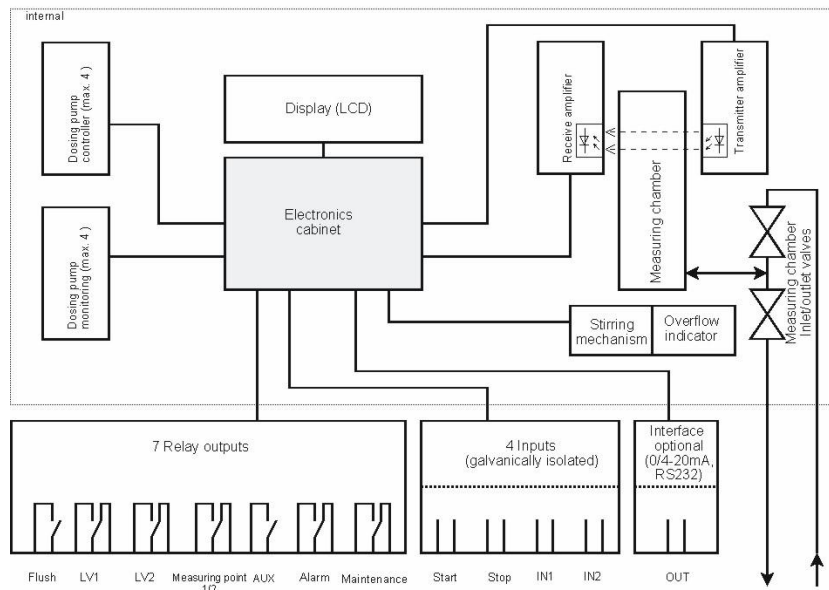 internal
Dosing pump
controller (max. 4 )
Display (LCD)
Receive amplifier
Transmitter amplifier
Measuring chamber
Electronics
cabinet
Dosing pump
monitoring (max. 4 )
Measuring chamber
Inlet/outlet valves
Stirring
mechanism
Overflow
indicator
7 Relay outputs
4 Inputs
(galvanically isolated)
Interface
optional
(0/4-20mA,
RS232)
Flush
LV1
LV2
Measuring point
1/2
AUX
Alarm
Maintenance
Start
Stop
IN1
IN2
OUT